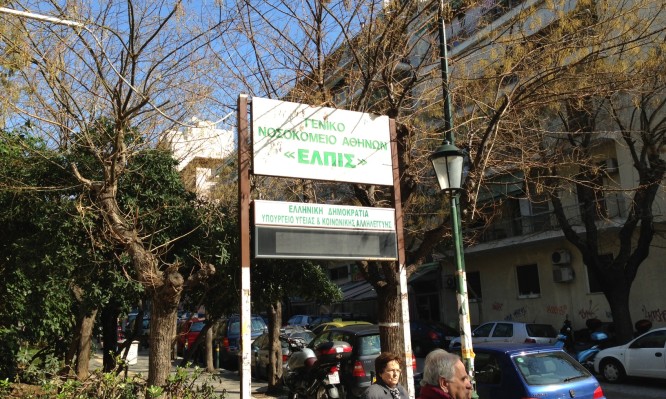 ΓΕΝΙΚΟ
ΝΟΣΟΚΟΜΕΙΟ ΑΘΗΝΩΝ
«ΕΛΠΙΣ»
ΕΛΛΗΝΙΚΗ ΔΗΜΟΚΡΑΤΙΑ
ΥΠΟΥΡΓΕΙΟ ΥΓΕΙΑΣ & ΚΟΙΝΩΝΙΚΗΣ ΑΛΛΗΛΕΓΓΥΗΣ